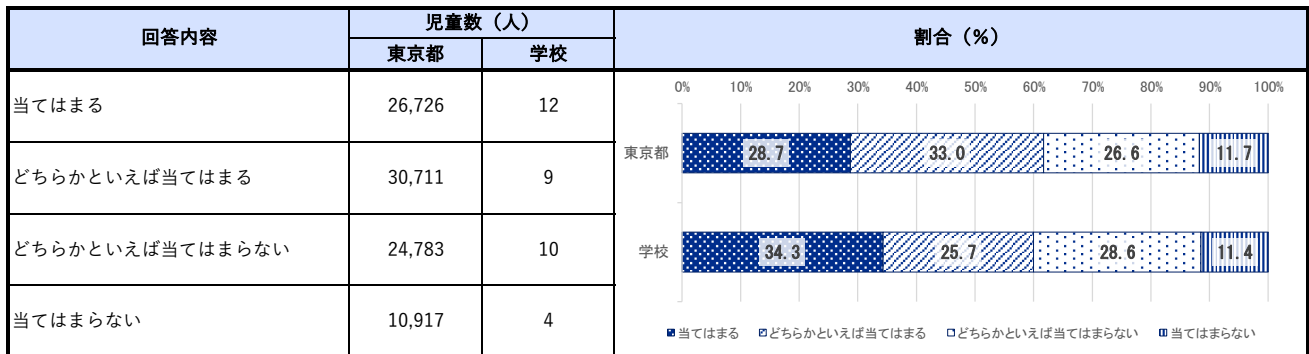 回答内容 児童数（人） 割合（%）
東京都 学校
当てはまる 26,726 12
どちらかといえば当てはまる 30,711 9
どちらかといえば当てはまらない 24,783 10
当てはまらない 10,917 4
0% 10% 20% 30% 40% 50% 60% 70% 80% 90% 100%
東京都 28.7 33.0 26.6 11.7
学校 34.3 25.7 28.6 11.4
当てはまる どちらかといえば当てはまる どちらかといえば当てはまらない 当てはまらない